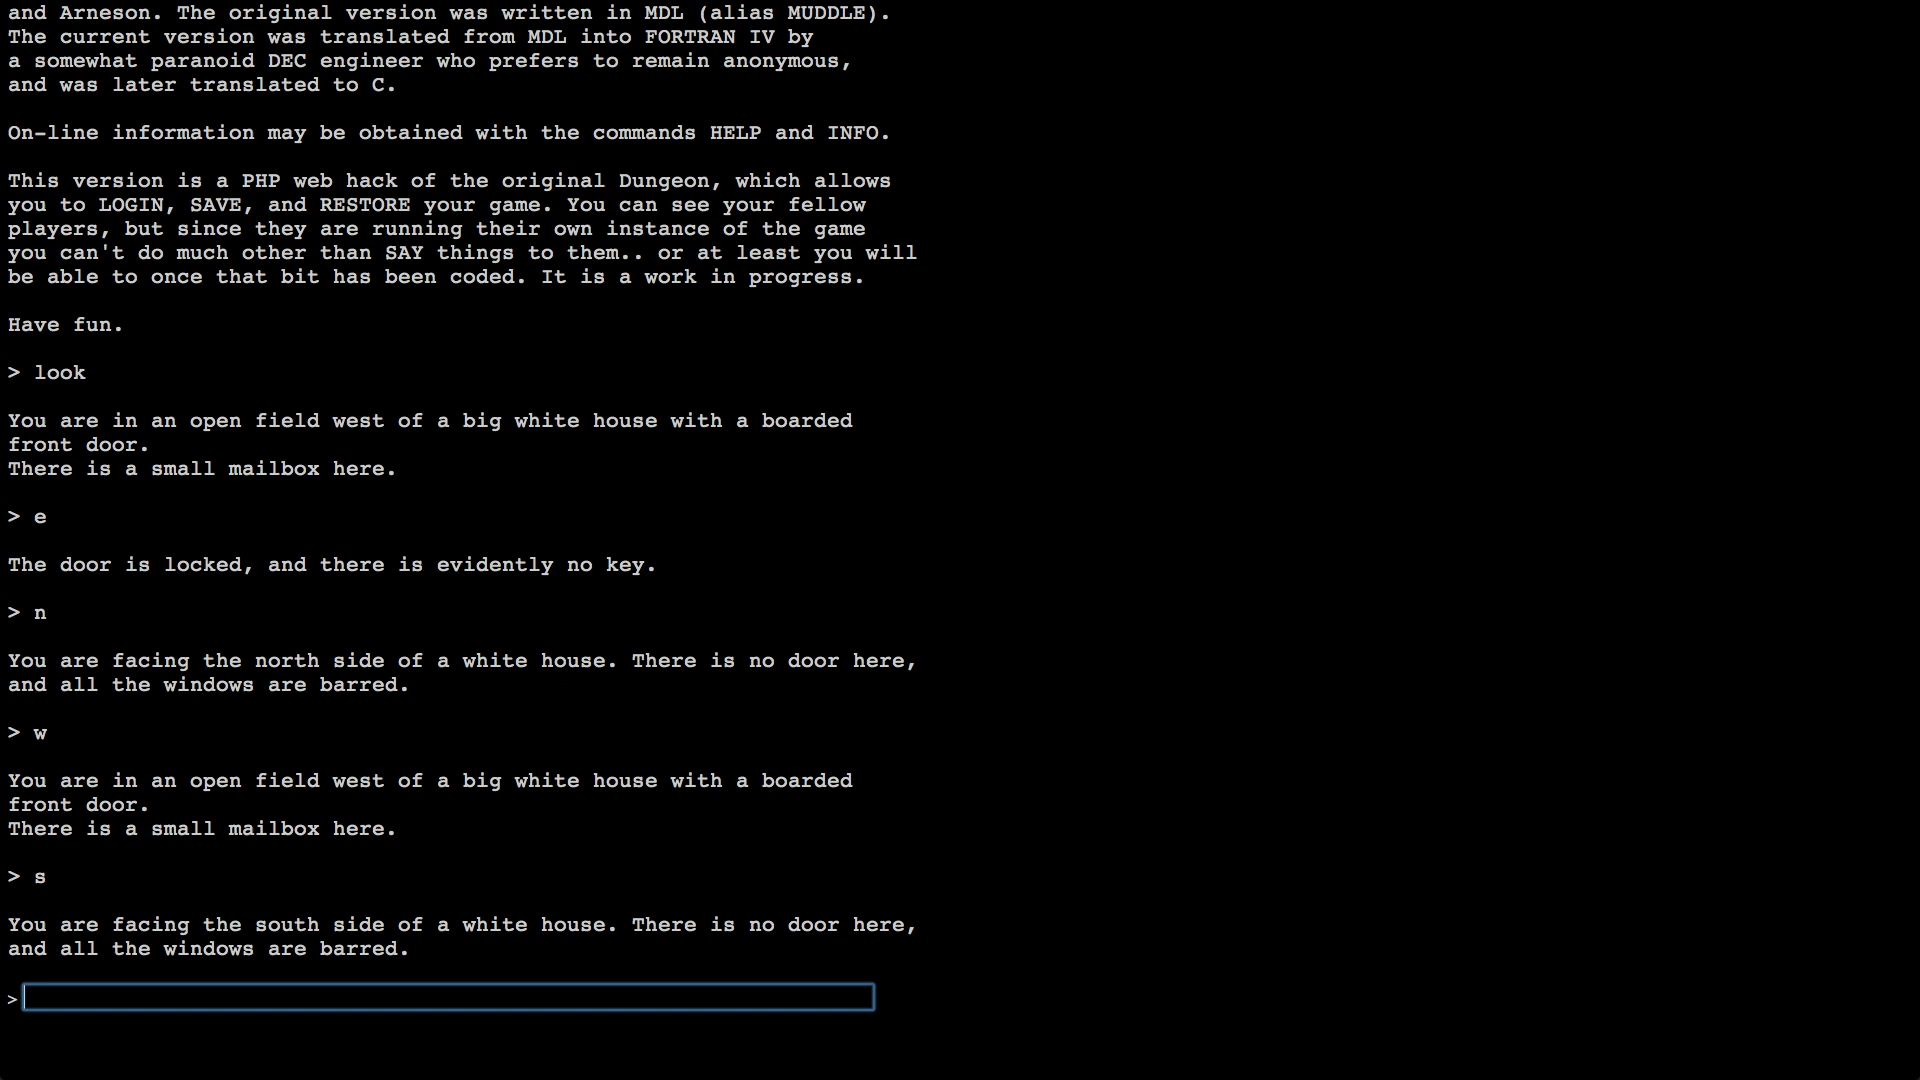 and Arneson. The original version was written in MDL (alias MUDDLE).
The current version was translated from MDL into FORTRAN IV by
a somewhat paranoid DEC engineer who prefers to remain anonymous,
and was later translated to C.
On-line information may be obtained with the commands HELP and INFO.
This version is a PHP web hack of the original Dungeon, which allows
you to LOGIN, SAVE, and RESTORE your game. You can see your fellow
players, but since they are running their own instance of the game
you can't do much other than SAY things to them.. or at least you will
be able to once that bit has been coded. It is a work in progress.
Have fun.
> look
You are in an open field west of a big white house with a boarded
front door.
There is a small mailbox here.
> e
The door is locked, and there is evidently no key.
> n
You are facing the north side of a white house. There is no door here,
and all the windows are barred.
> w
You are in an open field west of a big white house with a boarded
front door.
There is a small mailbox here.
> s
You are facing the south side of a white house. There is no door here,
and all the windows are barred.
>